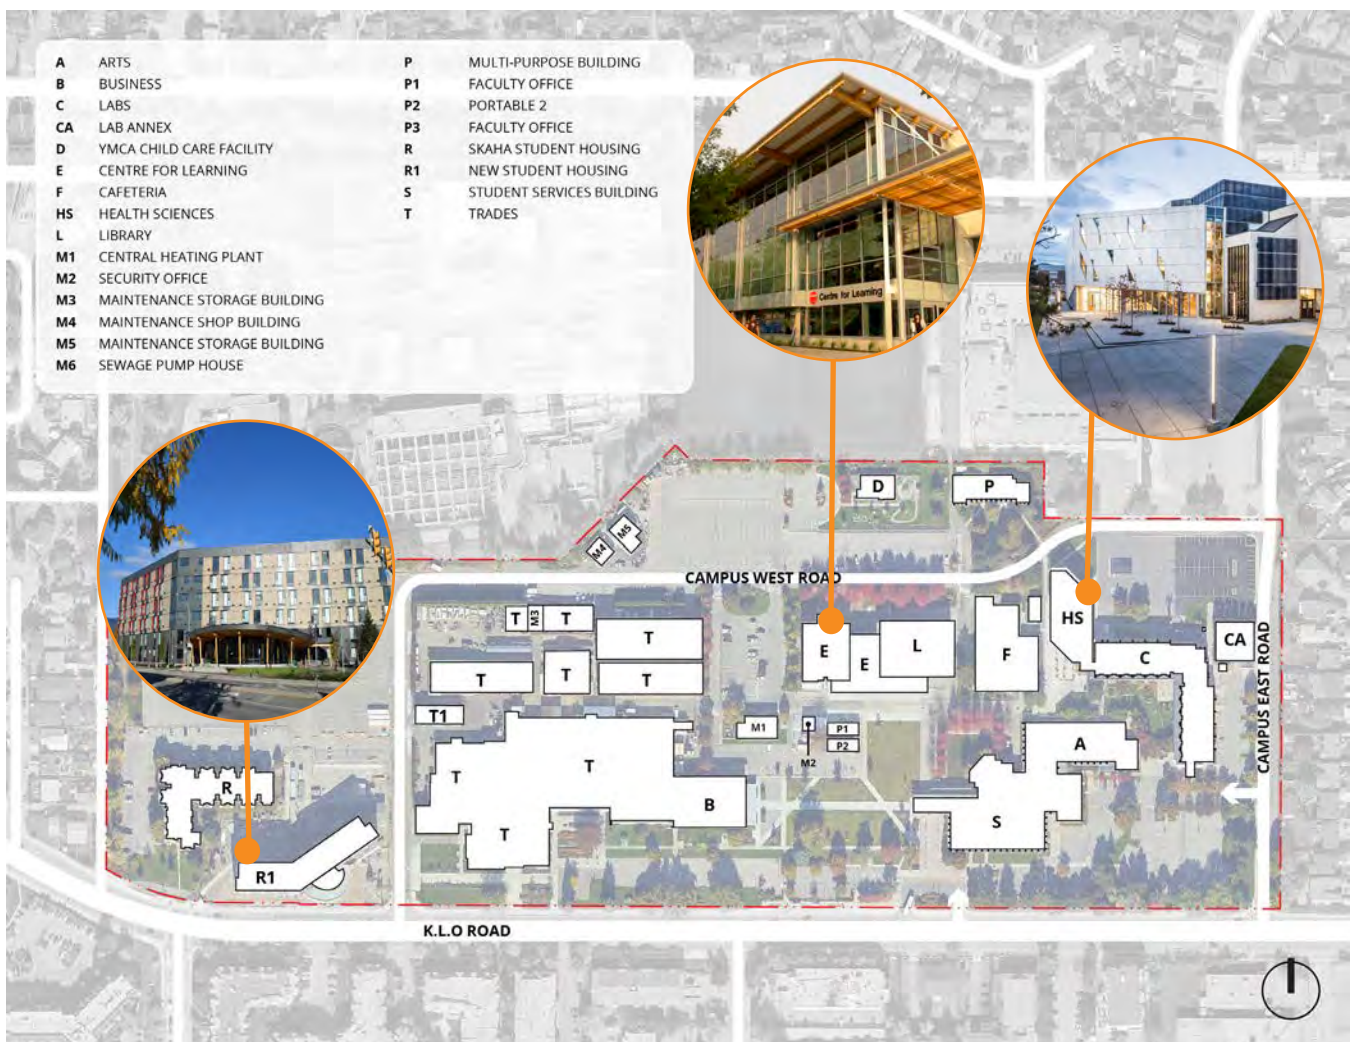 A ARTS
B BUSINESS
C LABS
CA LAB ANNEX
D YMCA CHILD CARE FACILITY
E CENTRE FOR LEARNING
F CAFETERIA
HS HEALTH SCIENCES
L LIBRARY
M1 CENTRAL HEATING PLANT
M2 SECURITY OFFICE
M3 MAINTENANCE STORAGE BUILDING
M4 MAINTENANCE SHOP BUILDING
M5 MAINTENANCE STORAGE BUILDING
M6 SEWAGE PUMP HOUSE
P MULTI-PURPOSE BUILDING
P1 FACULTY OFFICE
P2 PORTABLE 2
P3 FACULTY OFFICE
R SKAHA STUDENT HOUSING
R1 NEW STUDENT HOUSING
S STUDENT SERVICES BUILDING
T TRADES
Centre for Learning
D
P
M4
M5
CAMPUS WEST ROAD
T
M3
T
T
HS
E
E
L
F
C
CA
T
T
T
T1
M1
P1
P2
M2
A
CAMPUS EAST ROAD
R
T
T
B
S
T
R1
K.L.O ROAD